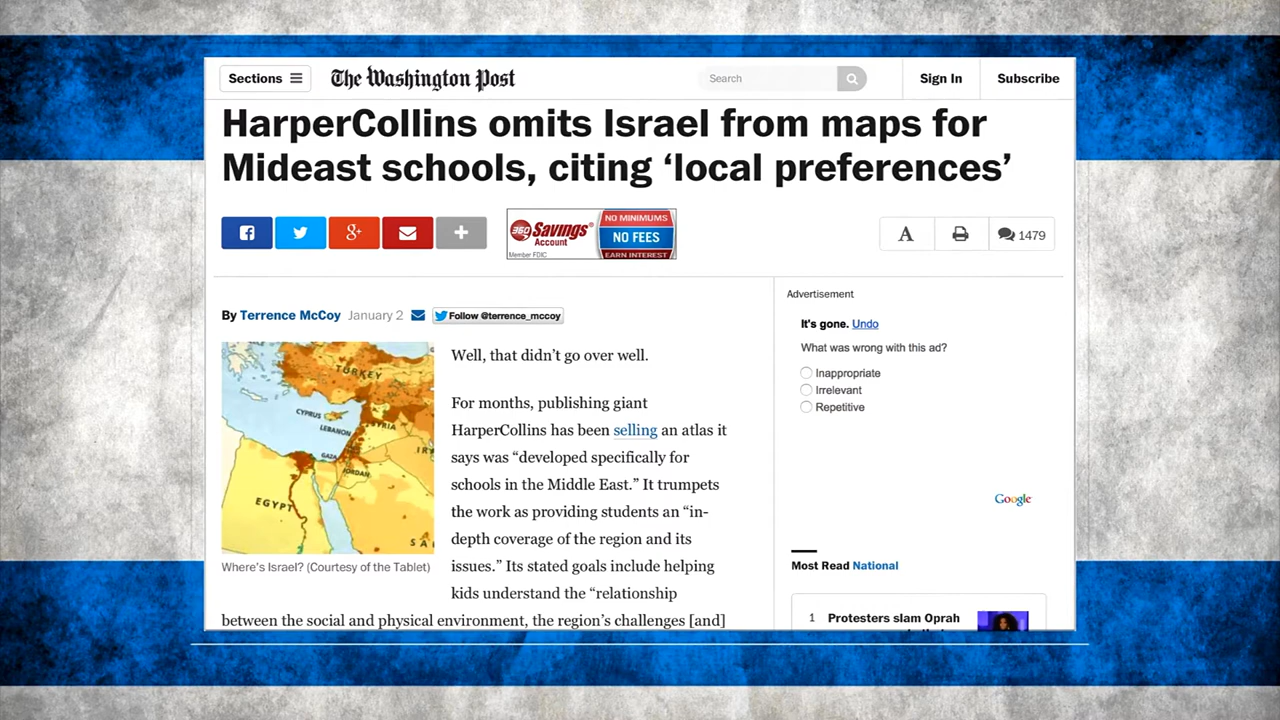 Sections
The Washington Post
Search
Sign In
Subscribe
HarperCollins omits Israel from maps for
Mideast schools, citing ‘local preferences’
g+
360 Savings® Account
Member FDIC
NO MINIMUMS
NO FEES
EARN INTEREST
A
1479
By Terrence McCoy January 2
Follow @terrence_mccoy
TURKEY
CYPRUS
LEBANON
SYRIA
GAZA
JORDAN
EGYPT
Where's Israel? (Courtesy of the Tablet)
Well, that didn’t go over well.
For months, publishing giant
HarperCollins has been selling an atlas it
says was “developed specifically for
schools in the Middle East.” It trumpets
the work as providing students an “in-
depth coverage of the region and its
issues.” Its stated goals include helping
kids understand the “relationship
between the social and physical environment, the region’s challenges [and]
Advertisement
It's gone. Undo
What was wrong with this ad?
Inappropriate
Irrelevant
Repetitive
Google
Most Read National
1 Protesters slam Oprah